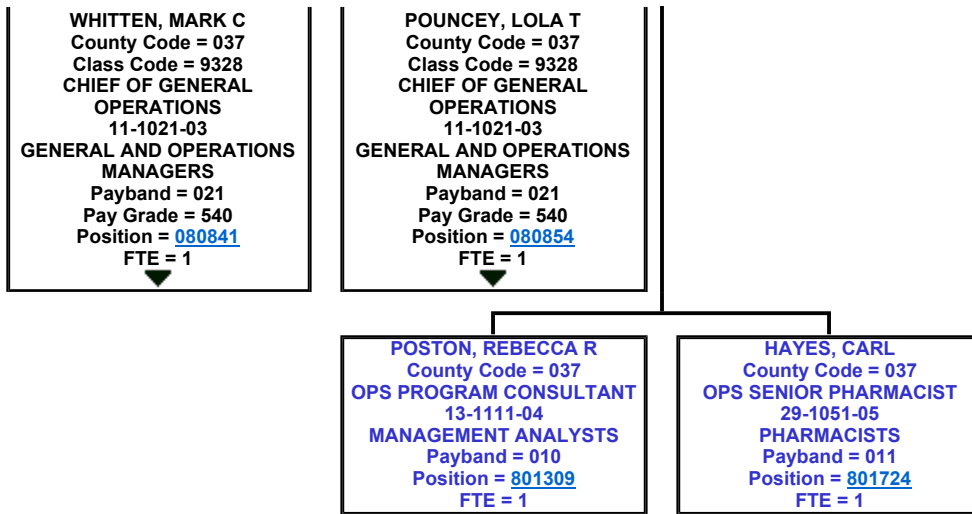 WHITTEN, MARK C
County Code = 037
Class Code = 9328
CHIEF OF GENERAL
OPERATIONS
11-1021-03
GENERAL AND OPERATIONS
MANAGERS
Payband = 021
Pay Grade = 540
Position = 080841
FTE = 1
POUNCEY, LOLA T
County Code = 037
Class Code = 9328
CHIEF OF GENERAL
OPERATIONS
11-1021-03
GENERAL AND OPERATIONS
MANAGERS
Payband = 021
Pay Grade = 540
Position = 080854
FTE = 1
POSTON, REBECCA R
County Code = 037
OPS PROGRAM CONSULTANT
13-1111-04
MANAGEMENT ANALYSTS
Payband = 010
Position = 801309
FTE = 1
HAYES, CARL
County Code = 037
OPS SENIOR PHARMACIST
29-1051-05
PHARMACISTS
Payband = 011
Position = 801724
FTE = 1